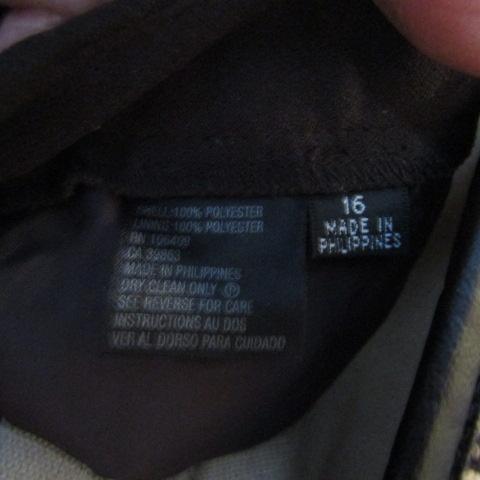 SHELL:100% POLYESTER
LINING:100% POLYESTER
RN 106409
CA 39863
MADE IN PHILIPPINES
DRY CLEAN ONLY Ⓟ
SEE REVERSE FOR CARE
INSTRUCTIONS AU DOS
VER AL DORSO PARA CUIDADO
16
MADE IN
PHILIPPINES